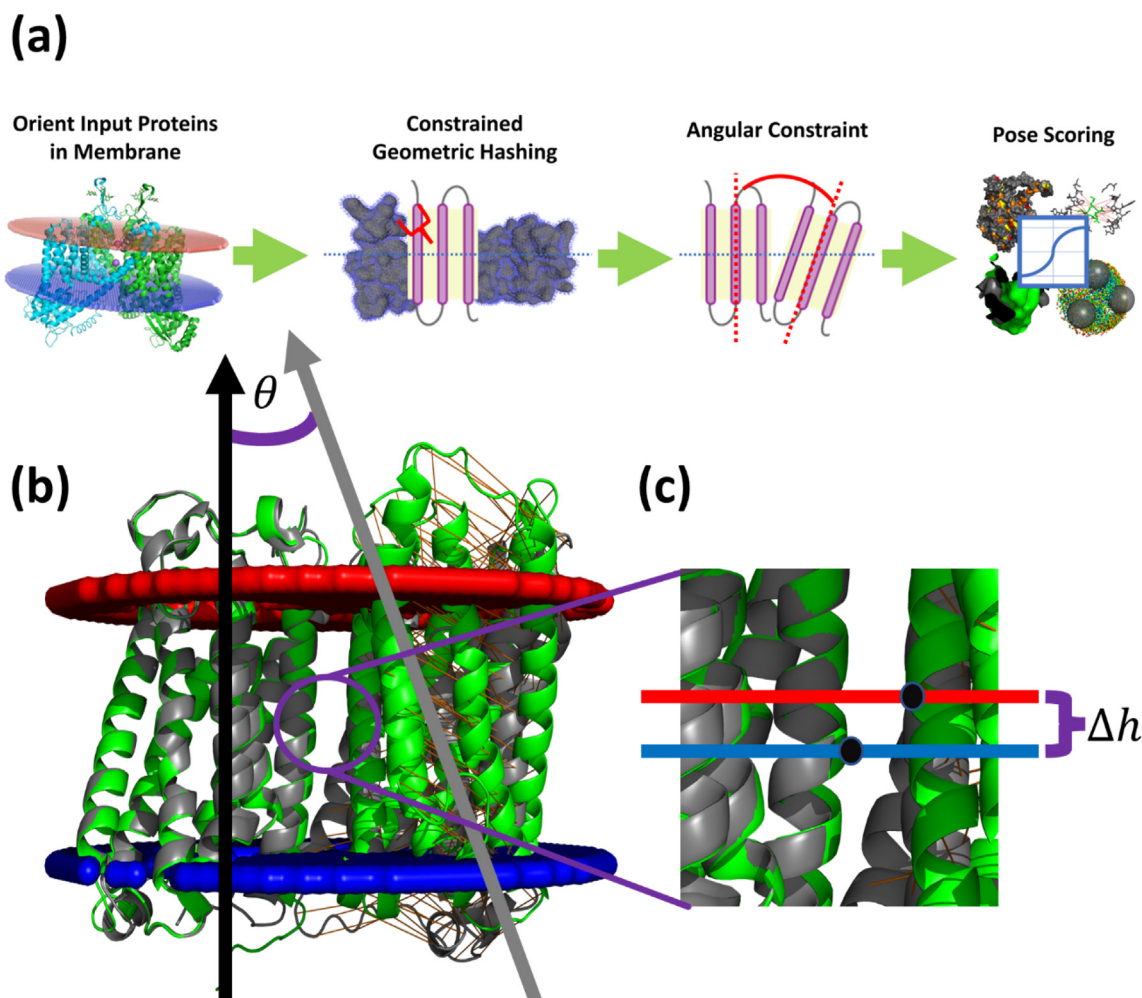 (a)
Orient Input Proteins
in Membrane
Constrained
Geometric Hashing
Angular Constraint
Pose Scoring
θ
(b)
(c)
Δh